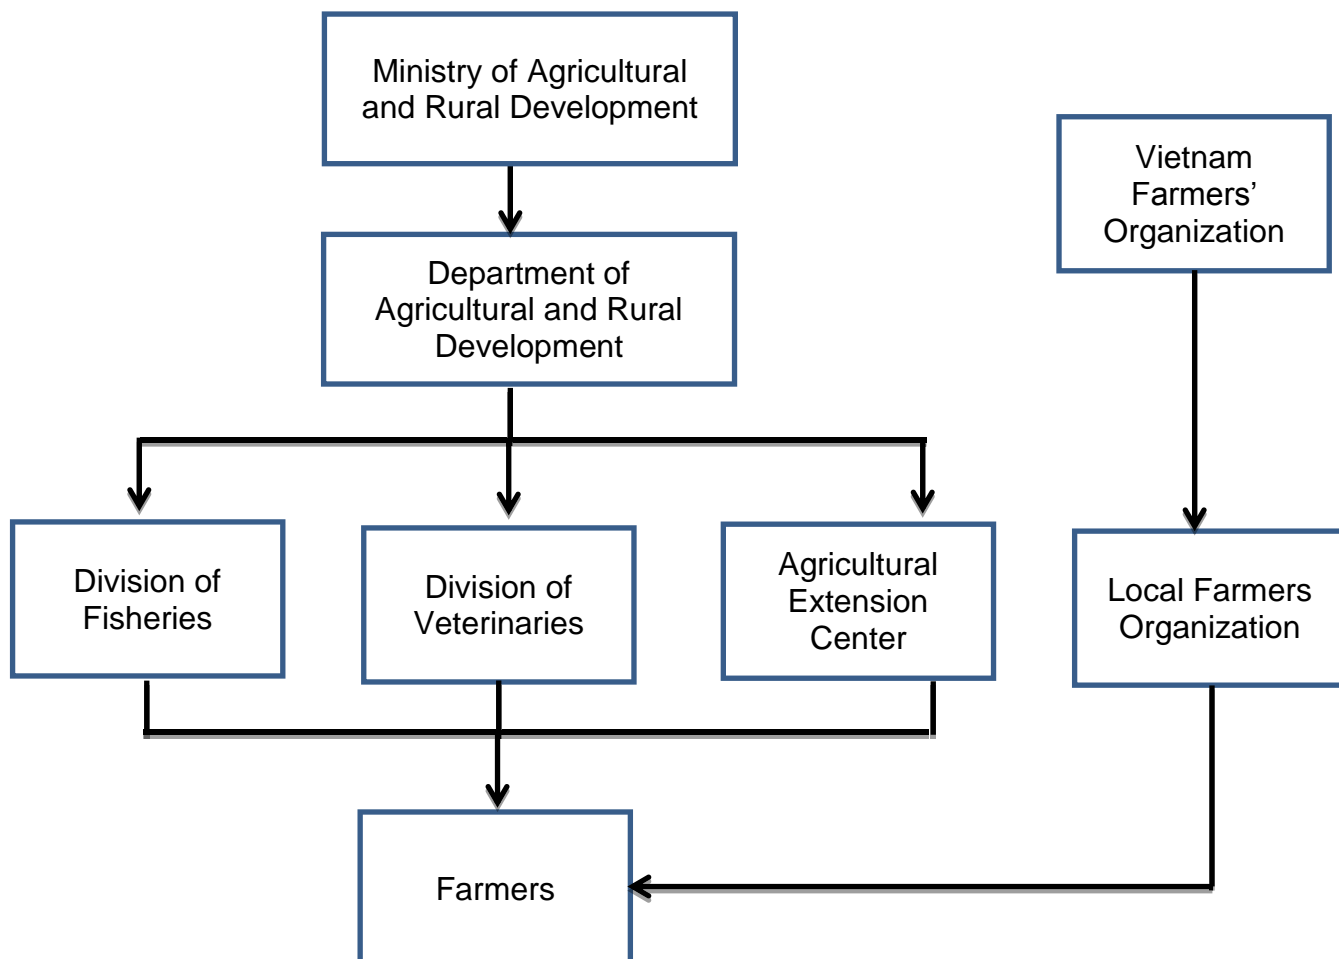 Ministry of Agricultural
and Rural Development
Vietnam
Farmers’
Organization
Department of
Agricultural and Rural
Development
Division of
Fisheries
Division of
Veterinaries
Agricultural
Extension
Center
Local Farmers
Organization
Farmers